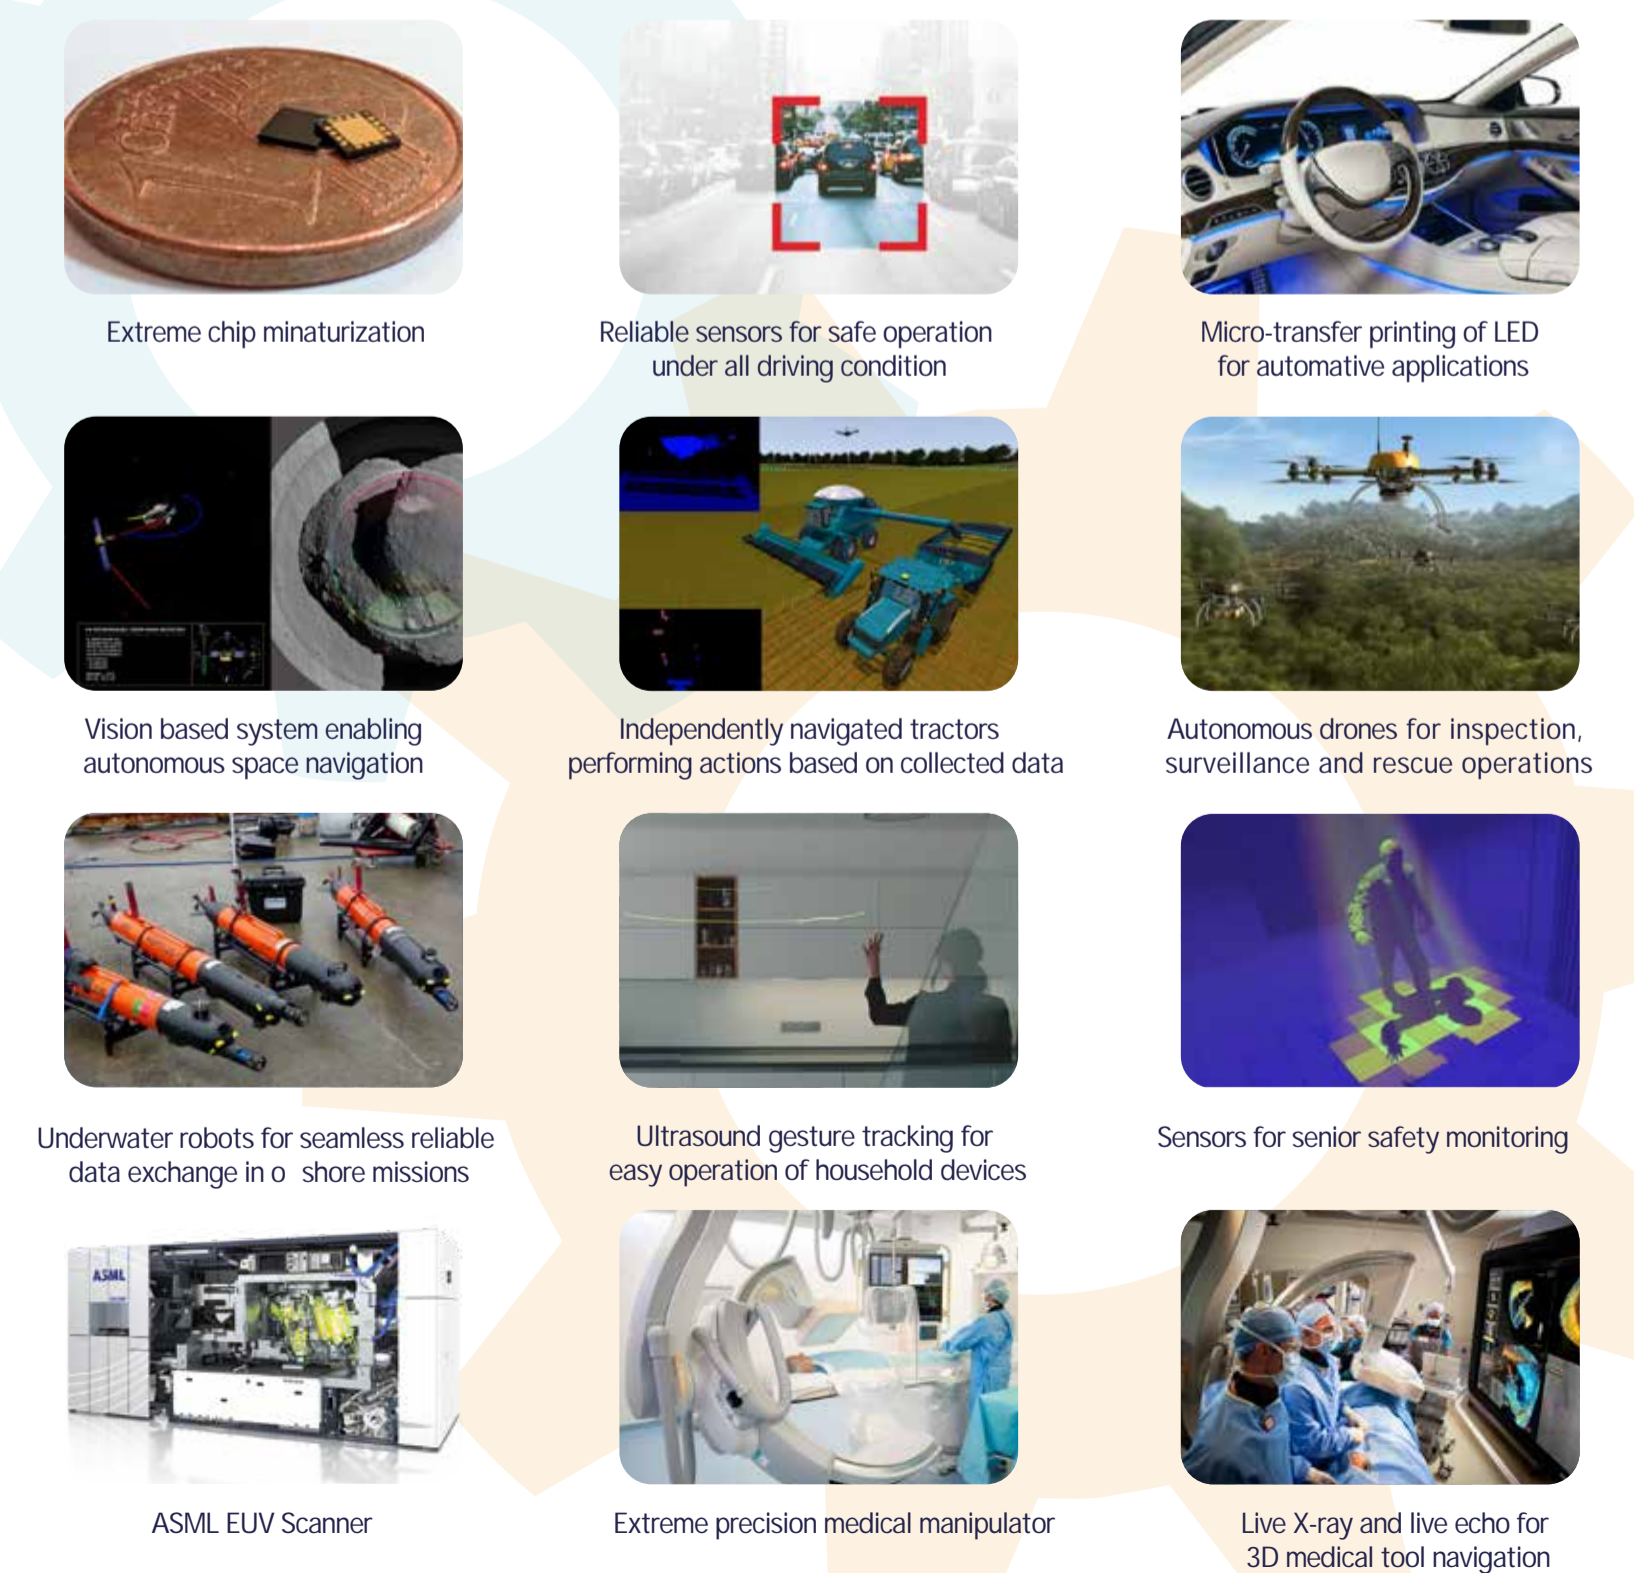 Extreme chip minaturization
Reliable sensors for safe operation
under all driving condition
Micro-transfer printing of LED
for automative applications
Vision based system enabling
autonomous space navigation
Independently navigated tractors
performing actions based on collected data
Autonomous drones for inspection,
surveillance and rescue operations
Underwater robots for seamless reliable
data exchange in o shore missions
Ultrasound gesture tracking for
easy operation of household devices
Sensors for senior safety monitoring
ASML
ASML EUV Scanner
Extreme precision medical manipulator
Live X-ray and live echo for
3D medical tool navigation